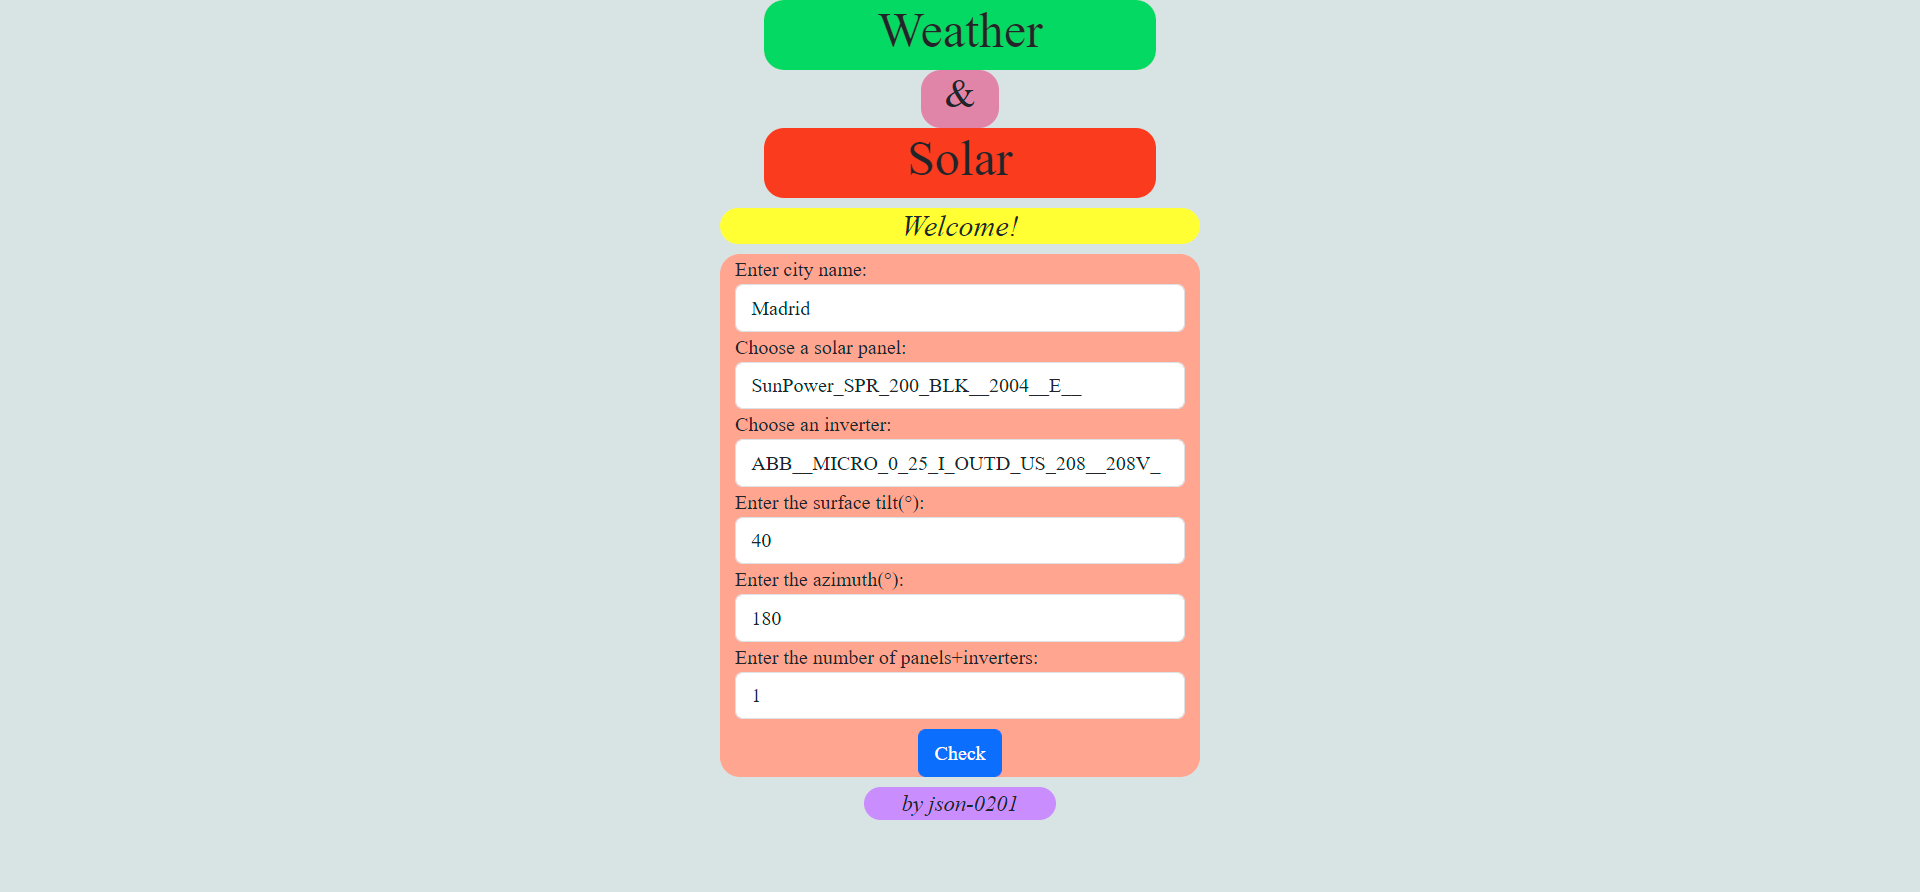 Weather
&
Solar
Welcome!
Enter city name:
Madrid
Choose a solar panel:
SunPower_SPR_200_BLK__2004__E__
Choose an inverter:
ABB__MICRO_0_25_I_OUTD_US_208__208V_
Enter the surface tilt(°):
40
Enter the azimuth(°):
180
Enter the number of panels+inverters:
1
Check
by json-0201